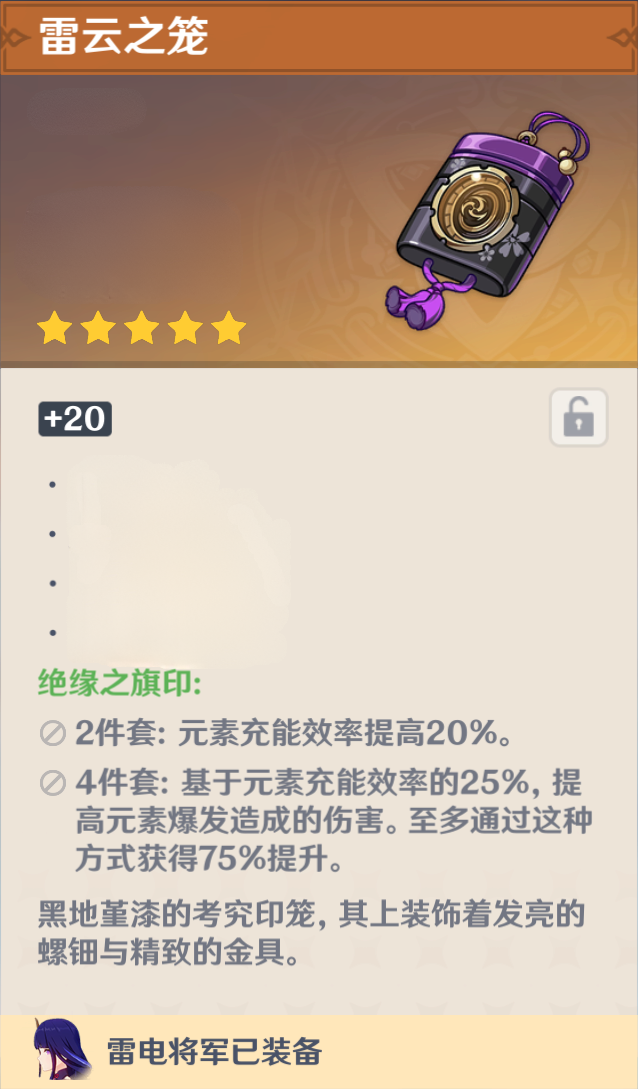 雷云之笼
+20
绝缘之旗印:
2件套: 元素充能效率提高20%。
4件套: 基于元素充能效率的25%, 提
高元素爆发造成的伤害。至多通过这种
方式获得75%提升。
黑地堇漆的考究印笼, 其上装饰着发亮的
螺钿与精致的金具。
雷电将军已装备